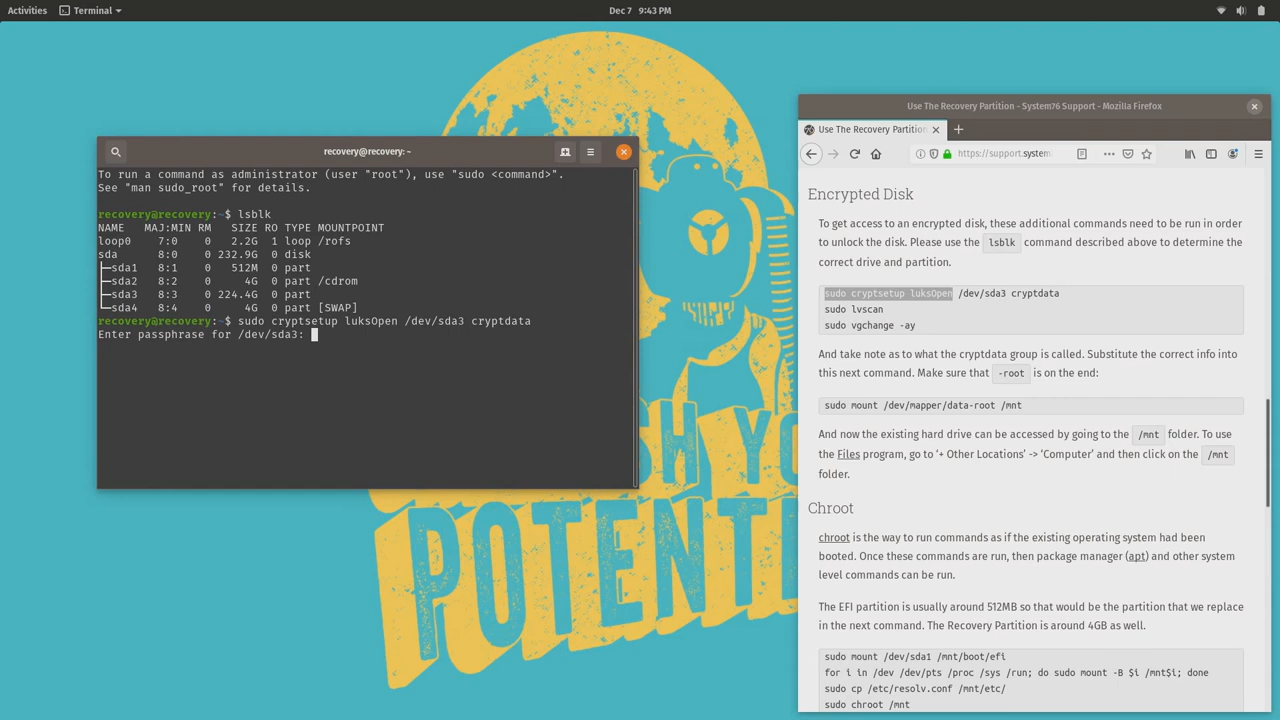 Activities
Terminal
Dec 7 9:43 PM
recovery@recovery: ~
To run a command as administrator (user "root"), use "sudo <command>".
See "man sudo_root" for details.
recovery@recovery:~$ lsblk
NAME   MAJ:MIN RM   SIZE RO TYPE MOUNTPOINT
loop0    7:0    0   2.2G  1 loop /rofs
sda      8:0    0 232.9G  0 disk
├─sda1   8:1    0   512M  0 part
├─sda2   8:2    0     4G  0 part /cdrom
├─sda3   8:3    0 224.4G  0 part
└─sda4   8:4    0     4G  0 part [SWAP]
recovery@recovery:~$ sudo cryptsetup luksOpen /dev/sda3 cryptdata
Enter passphrase for /dev/sda3:
POTENTI
Use The Recovery Partition - System76 Support - Mozilla Firefox
Use The Recovery Partition
https://support.system
Encrypted Disk
To get access to an encrypted disk, these additional commands need to be run in order
to unlock the disk. Please use the lsblk command described above to determine the
correct drive and partition.
sudo cryptsetup luksOpen /dev/sda3 cryptdata
sudo lvscan
sudo vgchange -ay
And take note as to what the cryptdata group is called. Substitute the correct info into
this next command. Make sure that -root is on the end:
sudo mount /dev/mapper/data-root /mnt
And now the existing hard drive can be accessed by going to the /mnt folder. To use
the Files program, go to ‘+ Other Locations’ -> ‘Computer’ and then click on the /mnt
folder.
Chroot
chroot is the way to run commands as if the existing operating system had been
booted. Once these commands are run, then package manager (apt) and other system
level commands can be run.
The EFI partition is usually around 512MB so that would be the partition that we replace
in the next command. The Recovery Partition is around 4GB as well.
sudo mount /dev/sda1 /mnt/boot/efi
for i in /dev /dev/pts /proc /sys /run; do sudo mount -B $i /mnt$i; done
sudo cp /etc/resolv.conf /mnt/etc/
sudo chroot /mnt